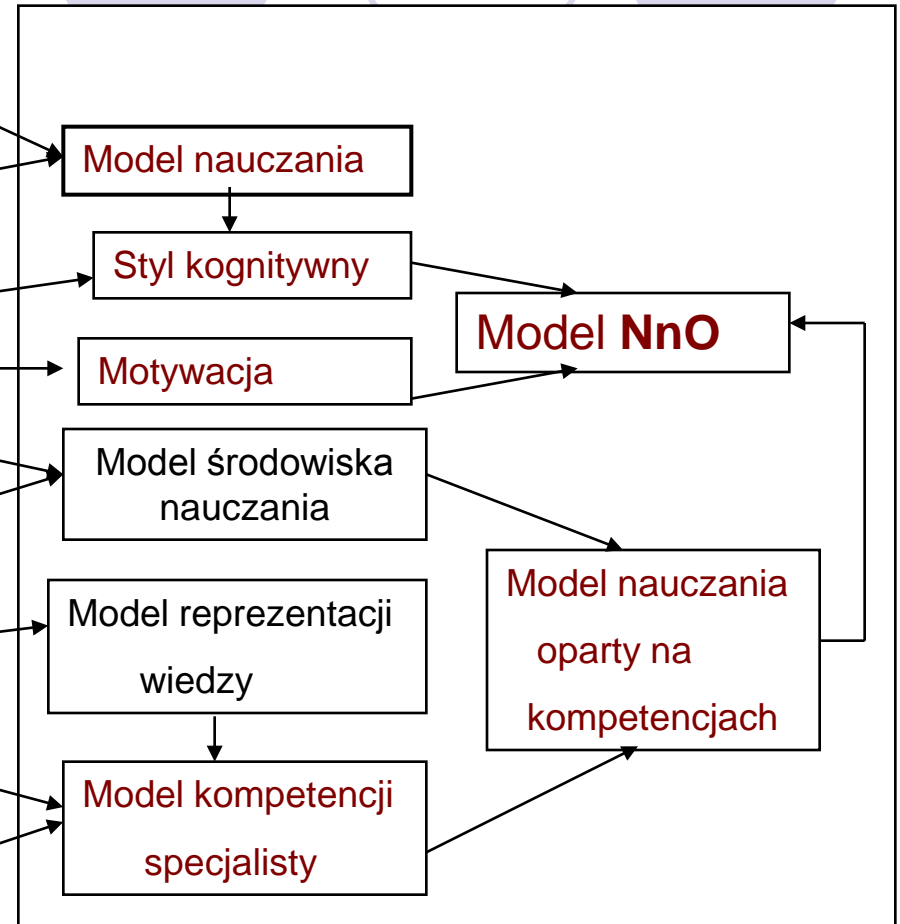 Model nauczania
Styl kognitywny
Model NnO
Motywacja
Model środowiska
nauczania
Model nauczania
oparty na
kompetencjach
Model reprezentacji
wiedzy
Model kompetencji
specjalisty